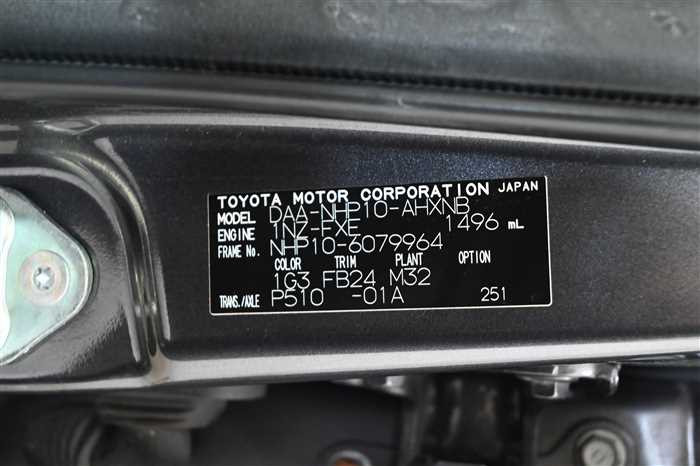 TOYOTA MOTOR CORPORATION JAPAN
MODEL DAA-NHP10-AHXNB
ENGINE 1NZ-FXE 1496 mL
FRAME No. NHP10-6079964
COLOR TRIM PLANT OPTION
1G3 FB24 M32
TRANS./AXLE P510 -01A 251